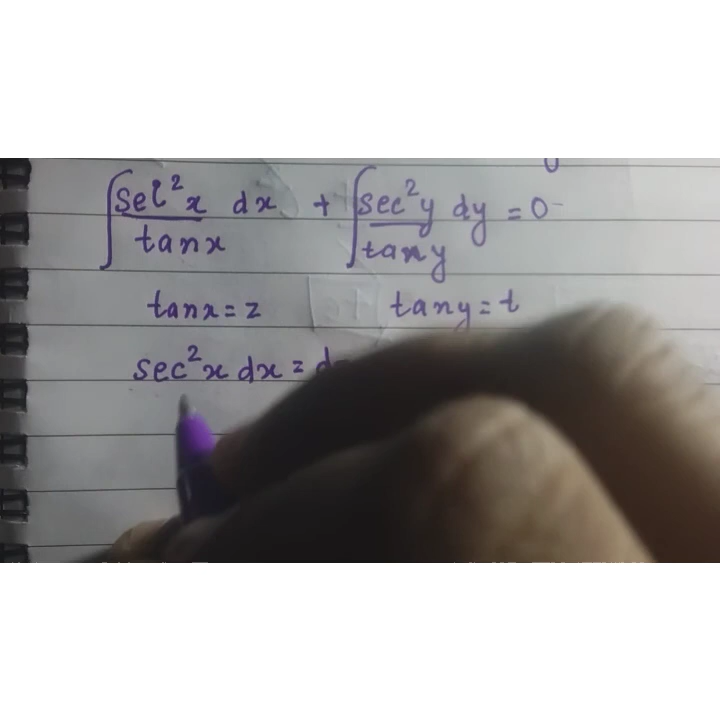 ∫ sec²x/tanx dx + ∫ sec²y/tany dy = 0
tanx = z tany = t
sec²x dx = d